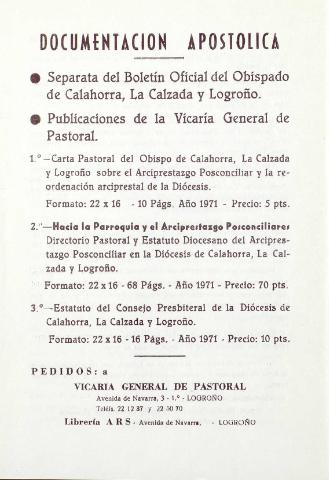 DOCUMENTACION APOSTOLICA
● Separata del Boletín Oficial del Obispado
de Calahorra, La Calzada y Logroño.
● Publicaciones de la Vicaría General de
Pastoral.
1.º—Carta Pastoral del Obispo de Calahorra, La Calzada
y Logroño sobre el Arciprestazgo Posconciliar y la re-
ordenación arciprestal de la Diócesis.
Formato: 22 x 16 - 10 Págs. Año 1971 - Precio: 5 pts.
2.º—Hacia la Parroquia y el Arciprestazgo Posconciliares
Directorio Pastoral y Estatuto Diocesano del Arcipres-
tazgo Posconciliar en la Diócesis de Calahorra, La Cal-
zada y Logroño.
Formato: 22 x 16 - 68 Págs. - Año 1971 - Precio: 70 pts.
3.º—Estatuto del Consejo Presbiteral de la Diócesis de
Calahorra, La Calzada y Logroño.
Formato: 22 x 16 - 16 Págs. - Año 1971 - Precio: 10 pts.
PEDIDOS: a
VICARIA GENERAL DE PASTORAL
Avenida de Navarra, 3 - 1.º - LOGROÑO
Teléfs. 22 12 87 y 22 50 70
Librería ARS - Avenida de Navarra, - LOGROÑO